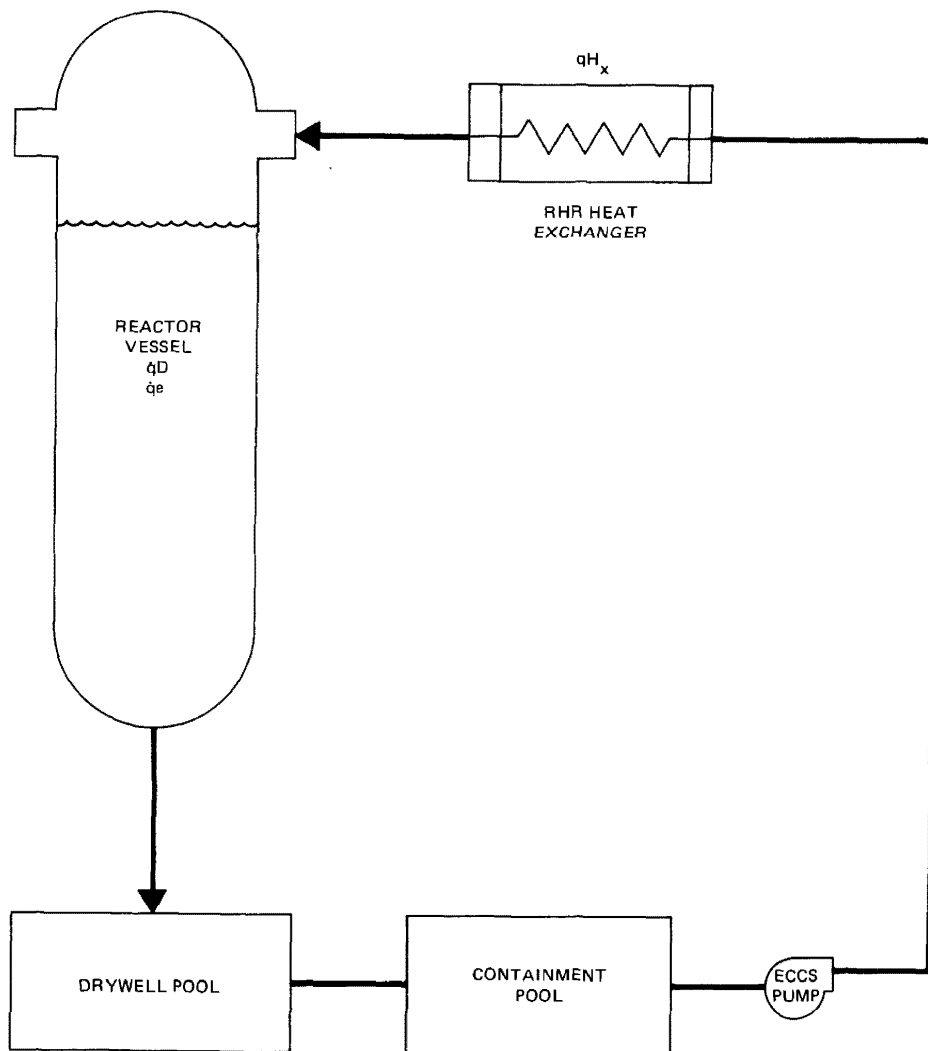 qHx
RHR HEAT
EXCHANGER
REACTOR
VESSEL
q̇D
q̇e
DRYWELL POOL
CONTAINMENT
POOL
ECCS
PUMP